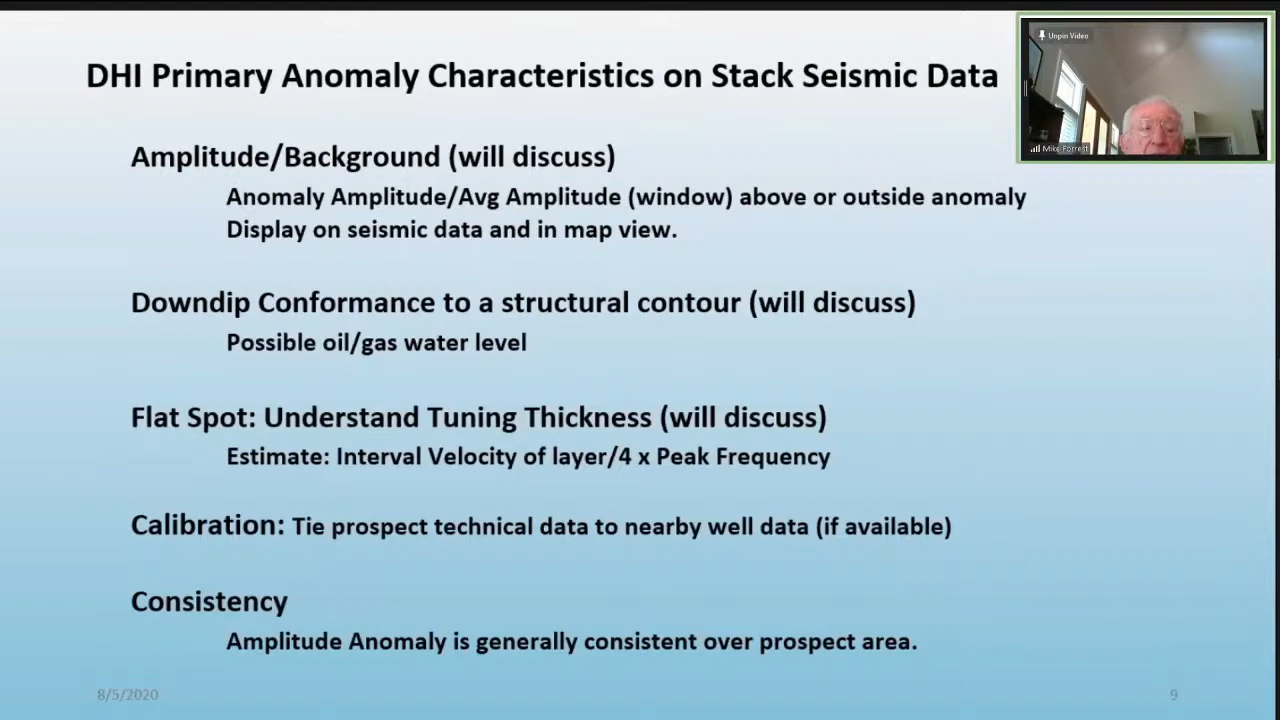 DHI Primary Anomaly Characteristics on Stack Seismic Data
Unpin Video
Mike Forrest
Amplitude/Background (will discuss)
Anomaly Amplitude/Avg Amplitude (window) above or outside anomaly
Display on seismic data and in map view.
Downdip Conformance to a structural contour (will discuss)
Possible oil/gas water level
Flat Spot: Understand Tuning Thickness (will discuss)
Estimate: Interval Velocity of layer/4 x Peak Frequency
Calibration: Tie prospect technical data to nearby well data (if available)
Consistency
Amplitude Anomaly is generally consistent over prospect area.
8/5/2020
9